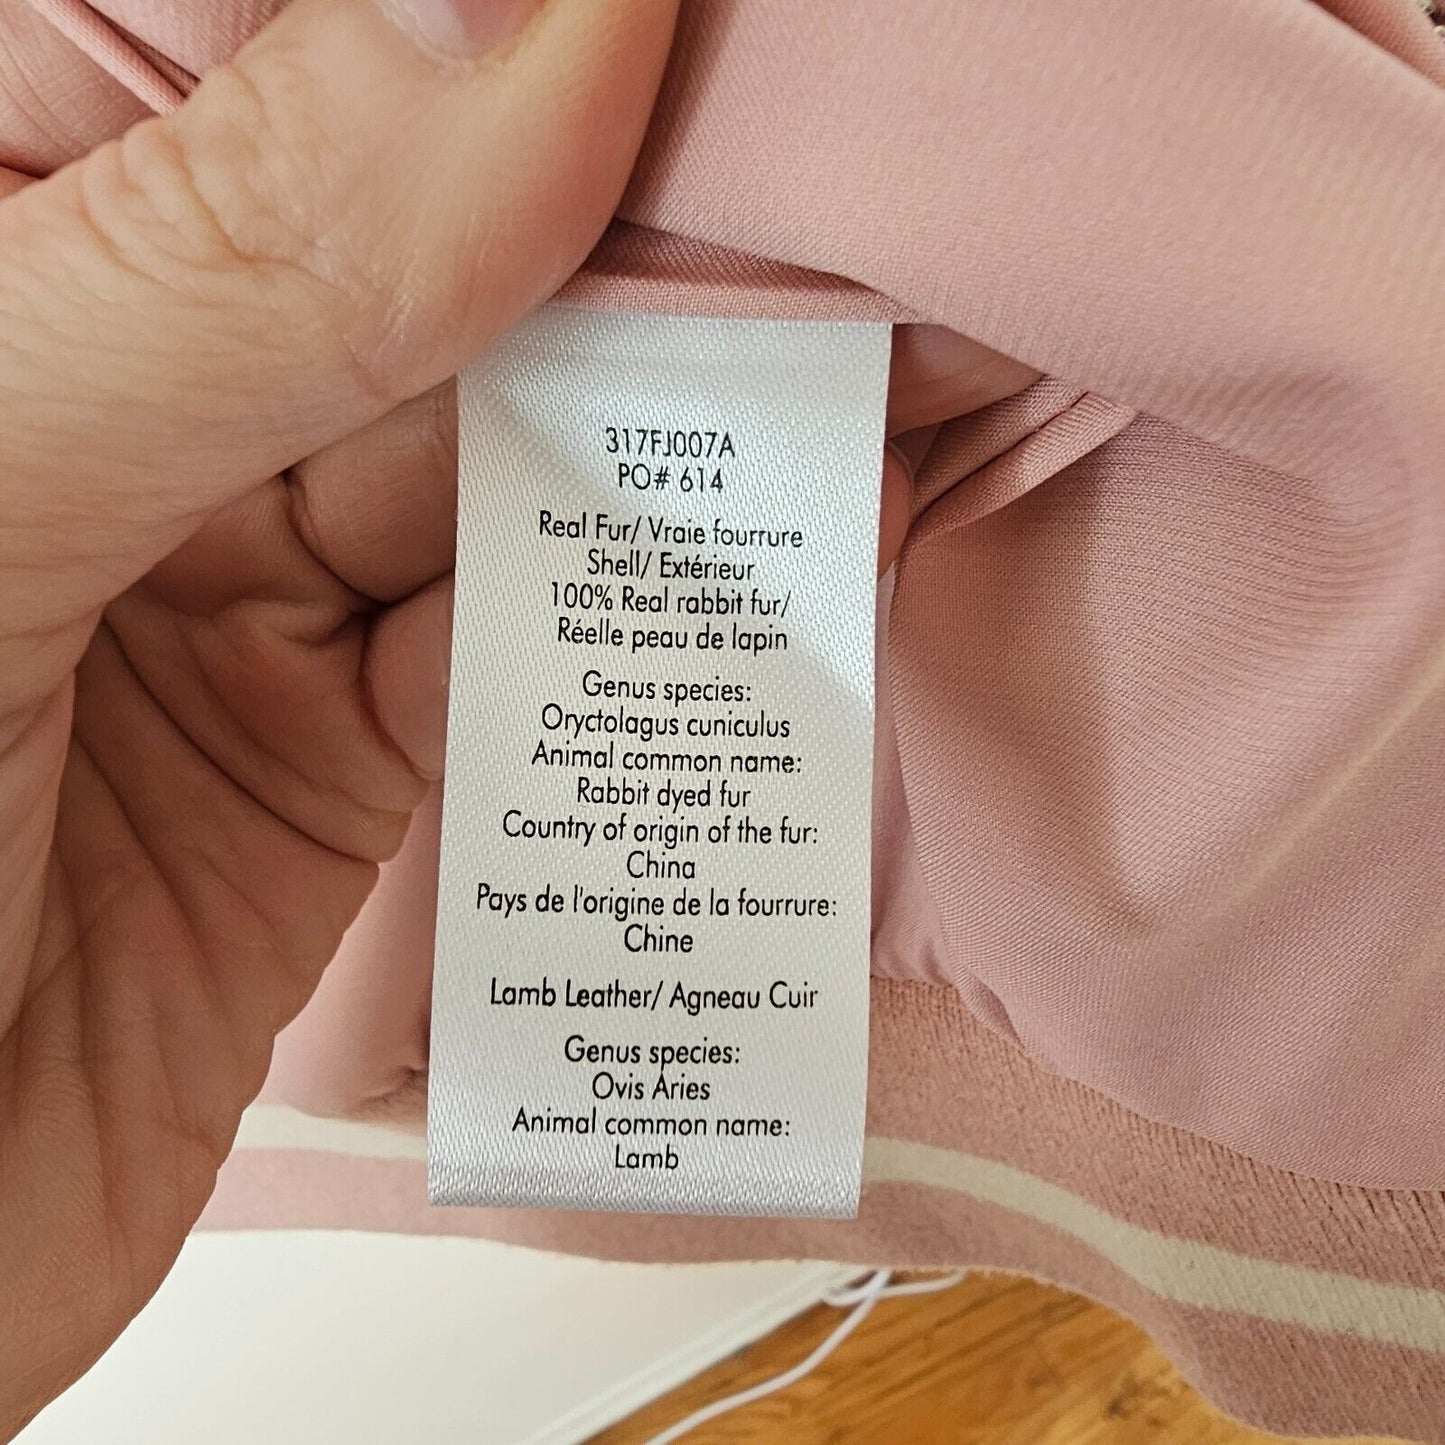 317FJ007A
PO# 614
Real Fur/ Vraie fourrure
Shell/ Extérieur
100% Real rabbit fur/
Réelle peau de lapin
Genus species:
Oryctolagus cuniculus
Animal common name:
Rabbit dyed fur
Country of origin of the fur:
China
Pays de l'origine de la fourrure:
Chine
Lamb Leather/ Agneau Cuir
Genus species:
Ovis Aries
Animal common name:
Lamb